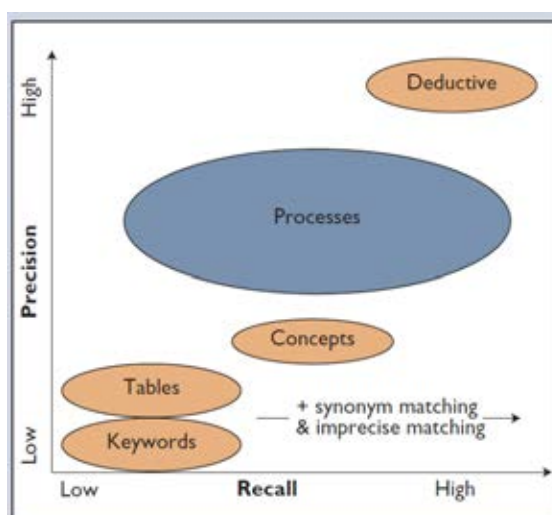 High
Deductive
Processes
Precision
Concepts
Tables
+ synonym matching
& imprecise matching
Keywords
Low
Low
Recall
High